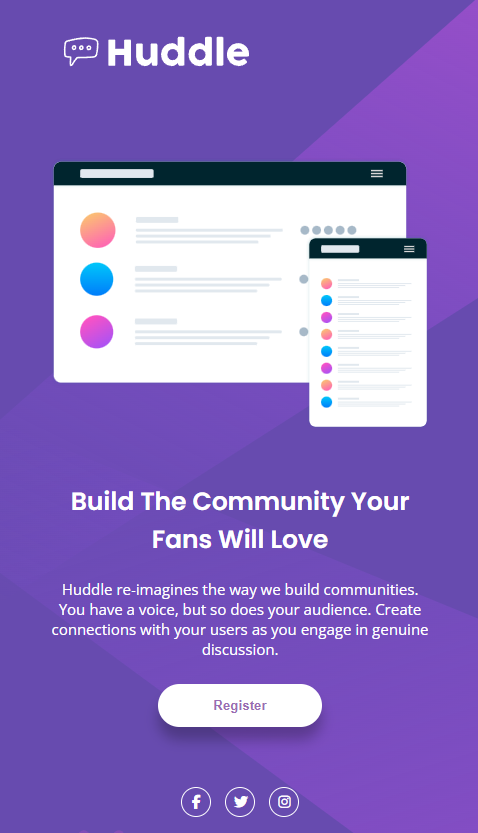 Huddle
Build The Community Your
Fans Will Love
Huddle re-imagines the way we build communities.
You have a voice, but so does your audience. Create
connections with your users as you engage in genuine
discussion.
Register